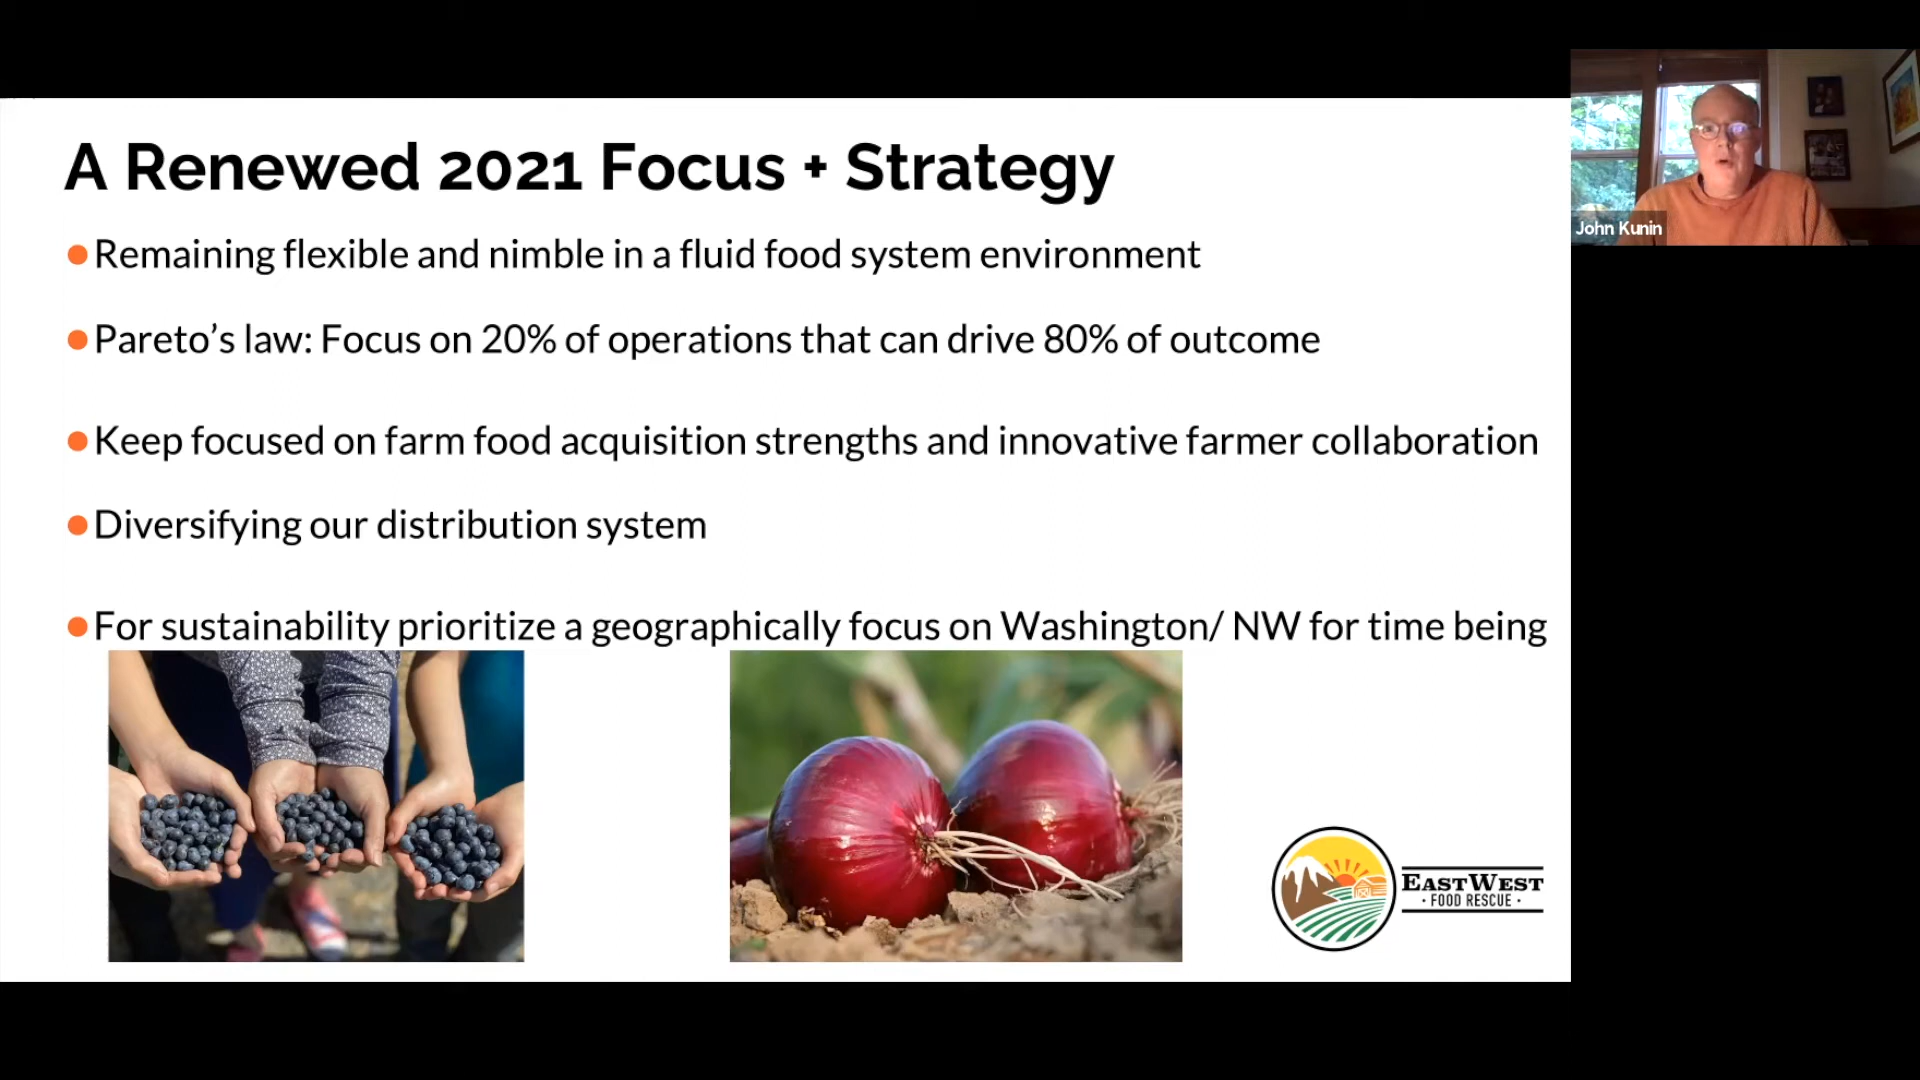 A Renewed 2021 Focus + Strategy
Remaining flexible and nimble in a fluid food system environment
Pareto’s law: Focus on 20% of operations that can drive 80% of outcome
Keep focused on farm food acquisition strengths and innovative farmer collaboration
Diversifying our distribution system
For sustainability prioritize a geographically focus on Washington/ NW for time being
EASTWEST
· FOOD RESCUE ·
John Kunin